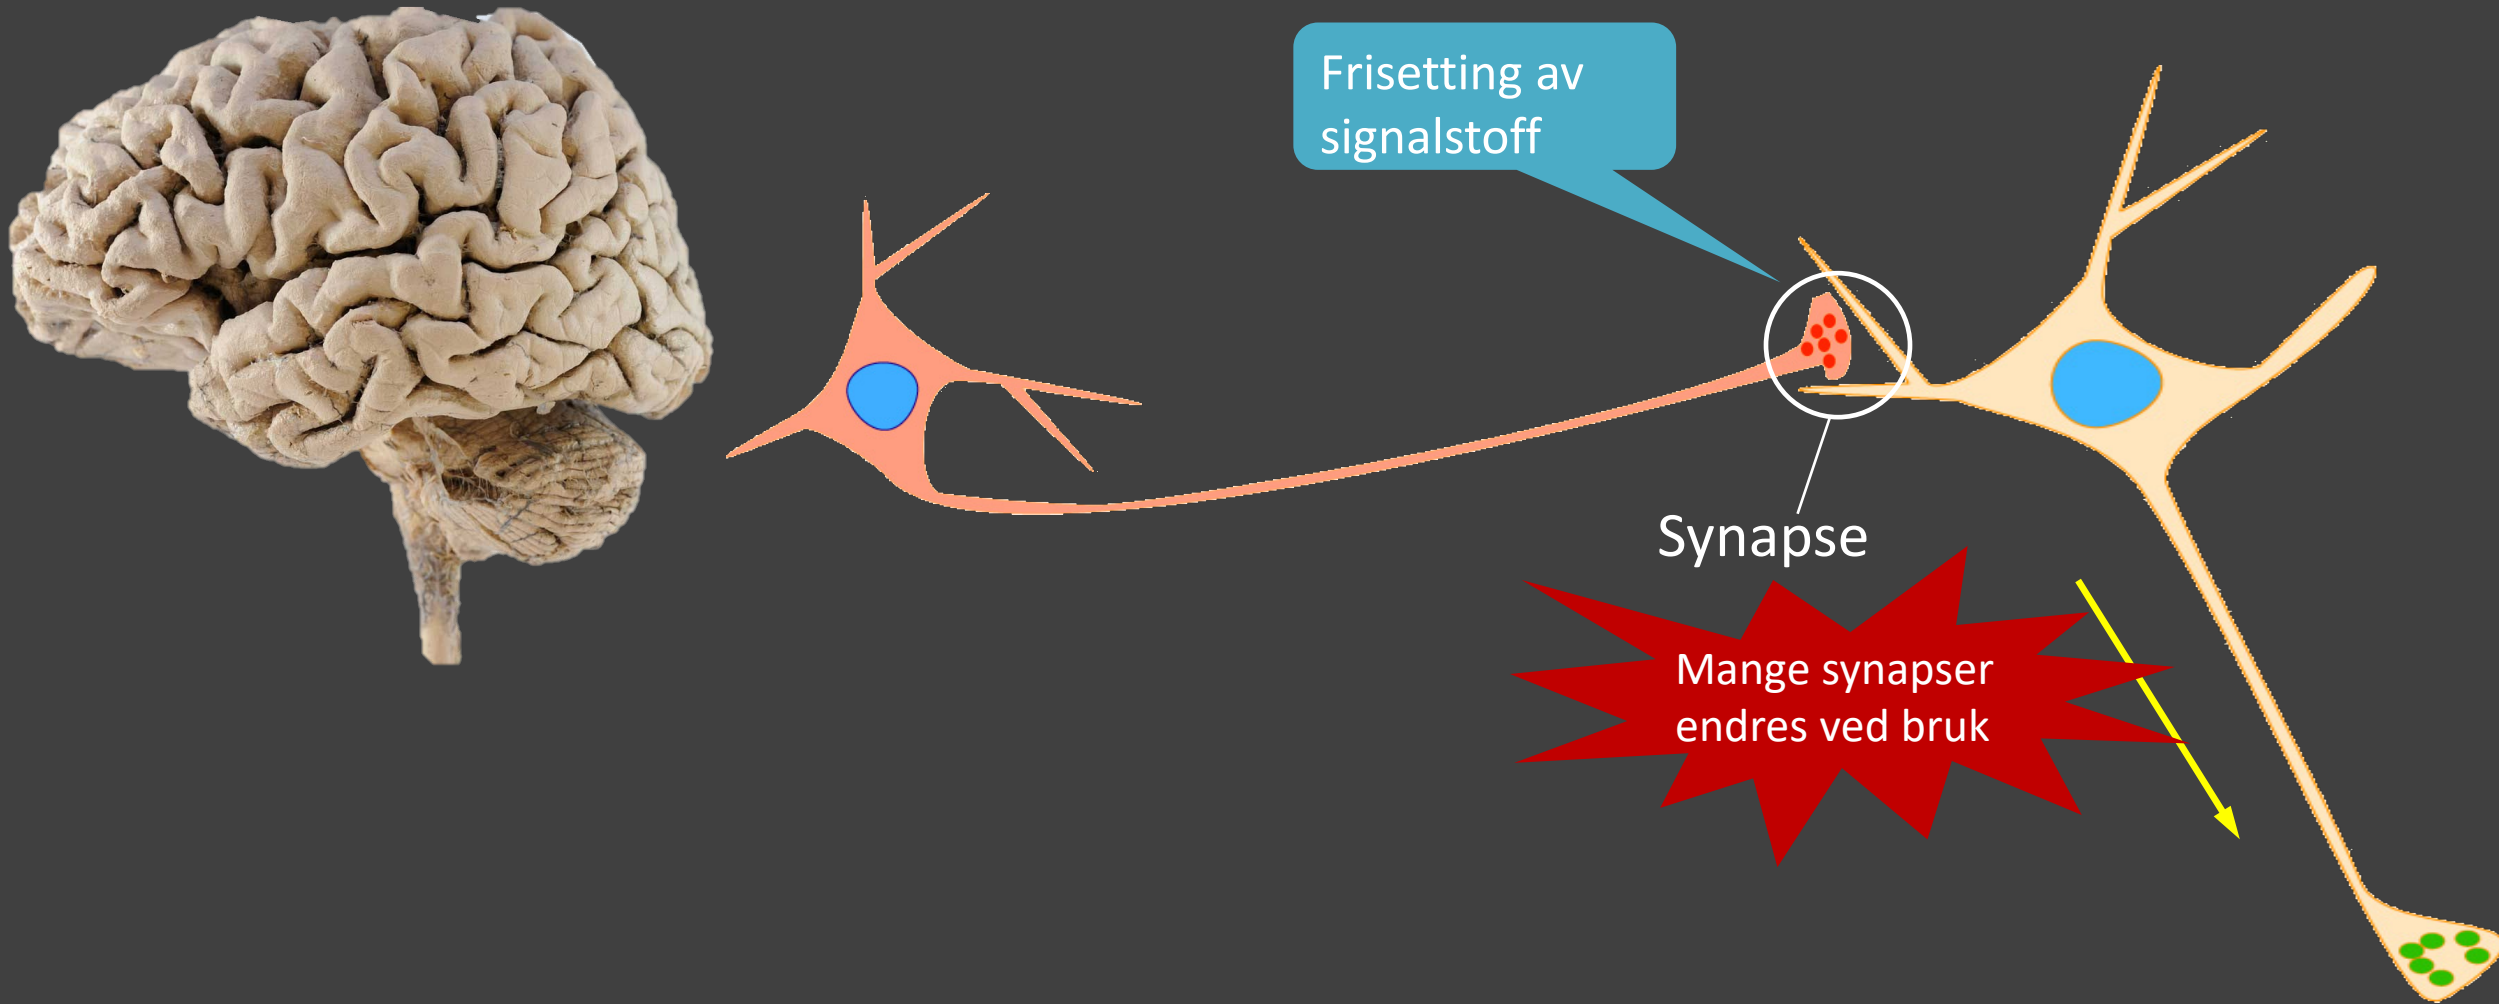 Frisetting av
signalstoff
Synapse
Mange synapser
endres ved bruk